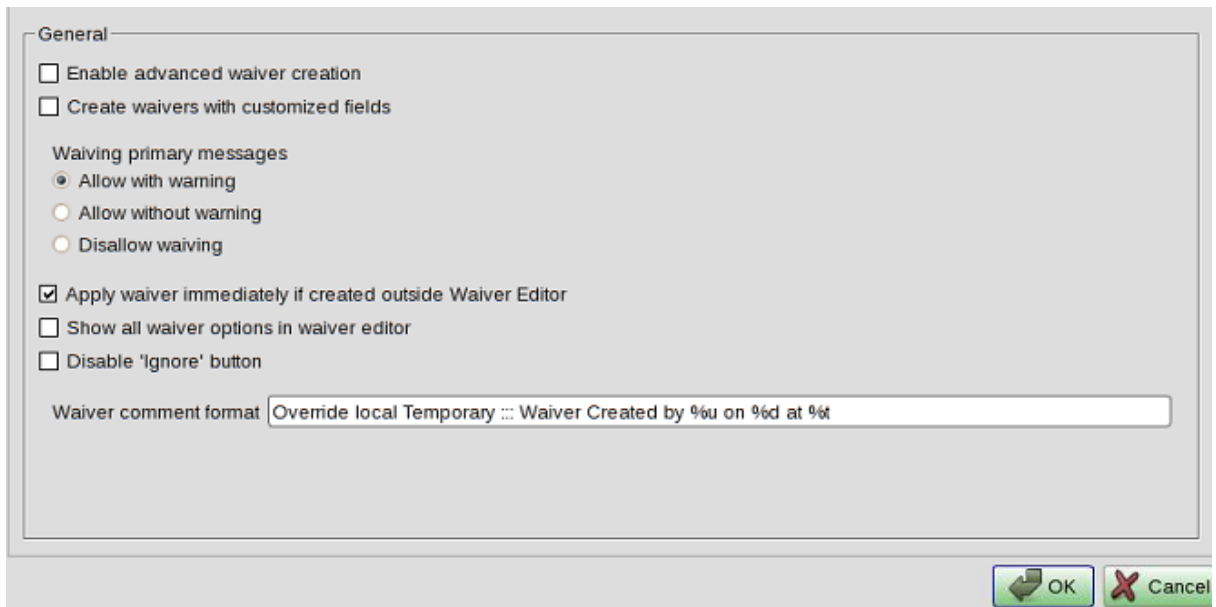 General
Enable advanced waiver creation
Create waivers with customized fields
Waiving primary messages
Allow with warning
Allow without warning
Disallow waiving
Apply waiver immediately if created outside Waiver Editor
Show all waiver options in waiver editor
Disable 'Ignore' button
Waiver comment format Override local Temporary ::: Waiver Created by %u on %d at %t
OK Cancel